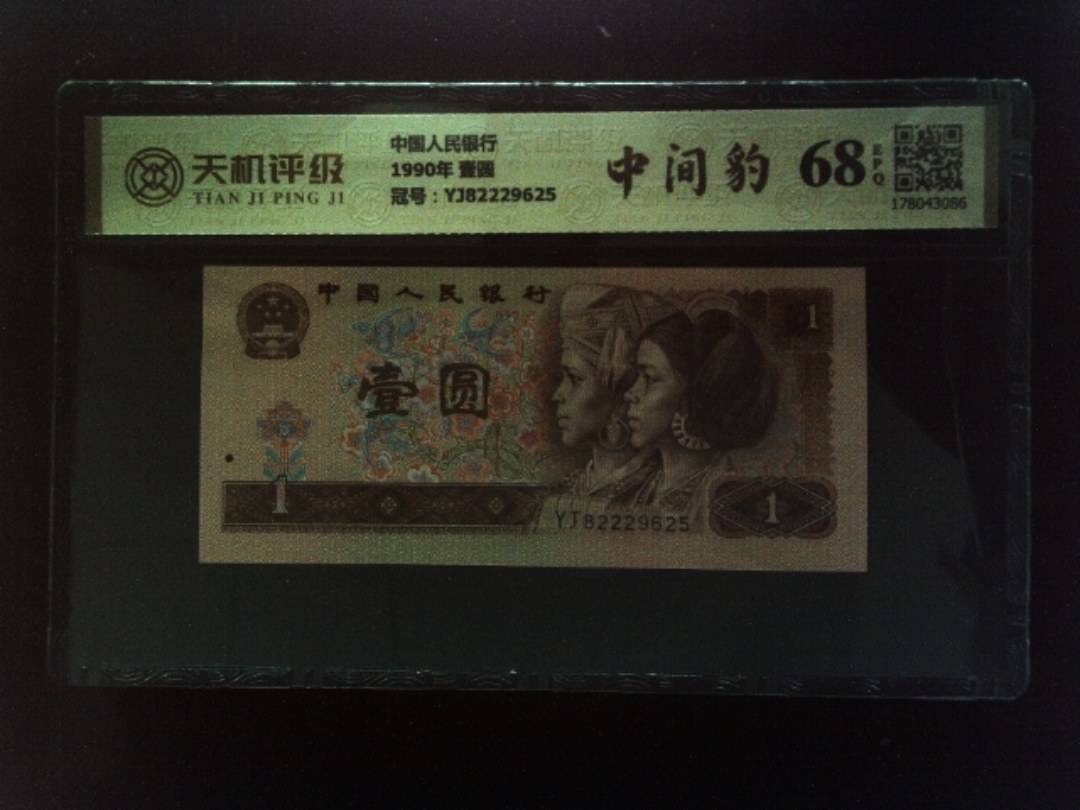 天机评级
TIAN JI PING JI
中国人民银行
1990年 壹圆
冠号：YJ82229625
中间豹
68
EPQ
178043086
中国人民银行
壹圆
1
1
YJ82229625
1